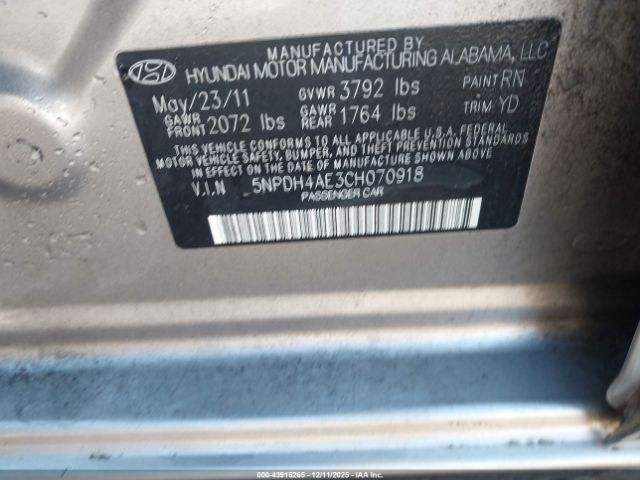 MANUFACTURED BY
HYUNDAI MOTOR MANUFACTURING ALABAMA, LLC
May/23/11 GVWR 3792 lbs PAINT RN
GAWR FRONT 2072 lbs GAWR REAR 1764 lbs TRIM YD
THIS VEHICLE CONFORMS TO ALL APPLICABLE U.S.A. FEDERAL
MOTOR VEHICLE SAFETY, BUMPER, AND THEFT PREVENTION STANDARDS
IN EFFECT ON THE DATE OF MANUFACTURE SHOWN ABOVE.
V.I.N 5NPDH4AE3CH070918
PASSENGER CAR
000-43916265 - 12/11/2025 - IAA Inc.